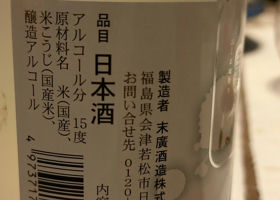 製造者 末廣酒造株式
福島県会津若松市日
お問い合せ先 0120
品目 日本酒
内容
アルコール分 15度
原材料名 米(国産)、
米こうじ(国産米)、
醸造アルコール
4 97371